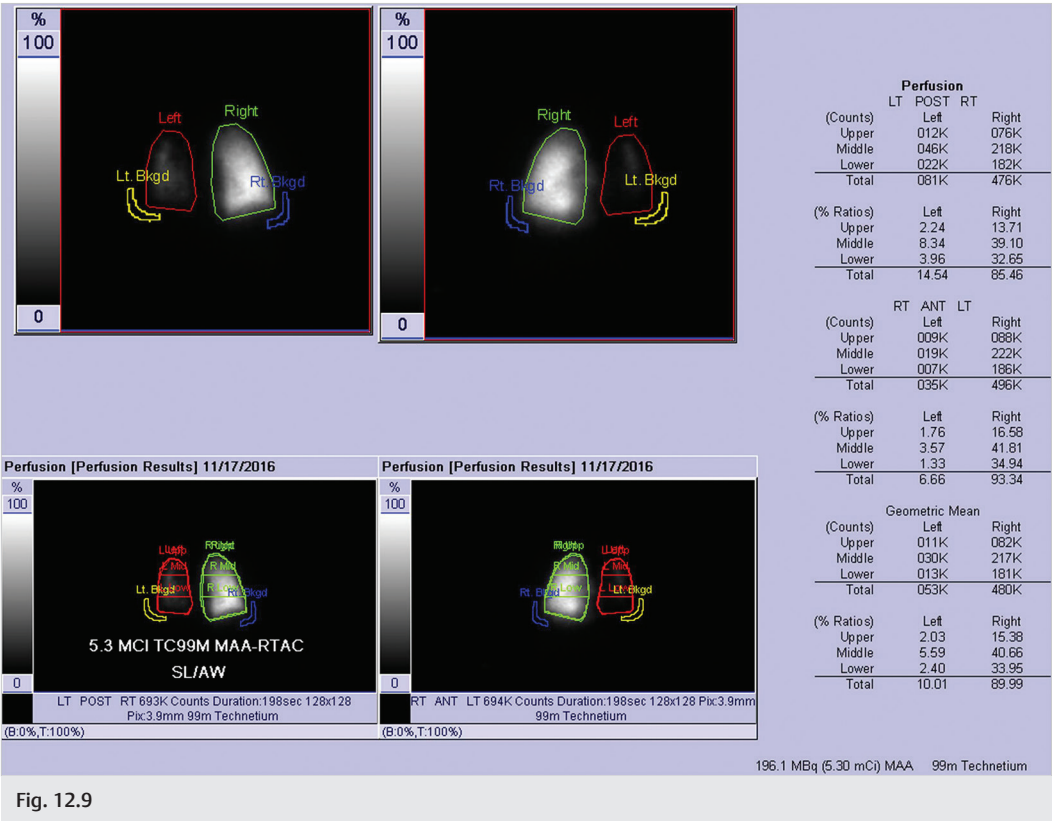 %
100
Left
Right
Lt. Bkgd
Rt. Bkgd
0
%
100
Right
Left
Rt. Bkgd
Lt. Bkgd
0
Perfusion
LT POST RT
(Counts) Left Right
Upper 012K 076K
Middle 046K 218K
Lower 022K 182K
Total 081K 476K
(% Ratios) Left Right
Upper 2.24 13.71
Middle 8.34 39.10
Lower 3.96 32.65
Total 14.54 85.46
RT ANT LT
(Counts) Left Right
Upper 009K 088K
Middle 019K 222K
Lower 007K 186K
Total 035K 496K
(% Ratios) Left Right
Upper 1.76 16.58
Middle 3.57 41.81
Lower 1.33 34.94
Total 6.66 93.34
Geometric Mean
(Counts) Left Right
Upper 011K 082K
Middle 030K 217K
Lower 013K 181K
Total 053K 480K
(% Ratios) Left Right
Upper 2.03 15.38
Middle 5.59 40.66
Lower 2.40 33.95
Total 10.01 89.99
Perfusion [Perfusion Results] 11/17/2016
%
100
L Mid R Mid
Lt. Bkgd
5.3 MCI TC99M MAA-RTAC
SL/AW
0
LT POST RT 693K Counts Duration:198sec 128x128
Pix:3.9mm 99m Technetium
(B:0%,T:100%)
Perfusion [Perfusion Results] 11/17/2016
%
100
R Mid L Mid
0
RT ANT LT 694K Counts Duration:198sec 128x128 Pix:3.9mm
99m Technetium
(B:0%,T:100%)
196.1 MBq (5.30 mCi) MAA 99m Technetium
Fig. 12.9